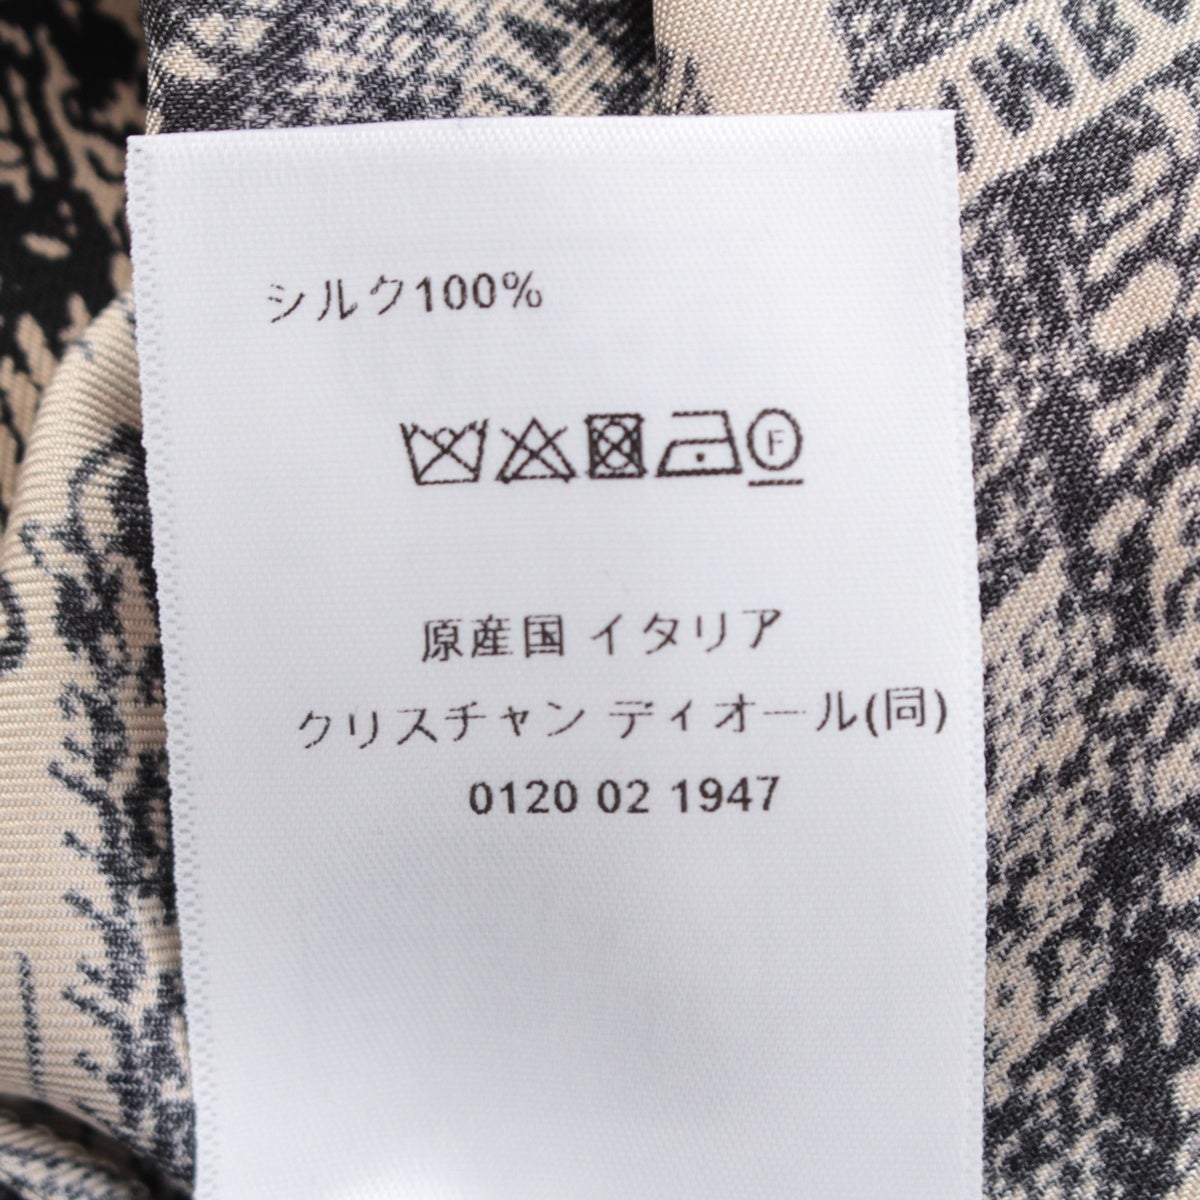 シルク100%
F
原産国 イタリア
クリスチャン ディオール(同)
0120 02 1947